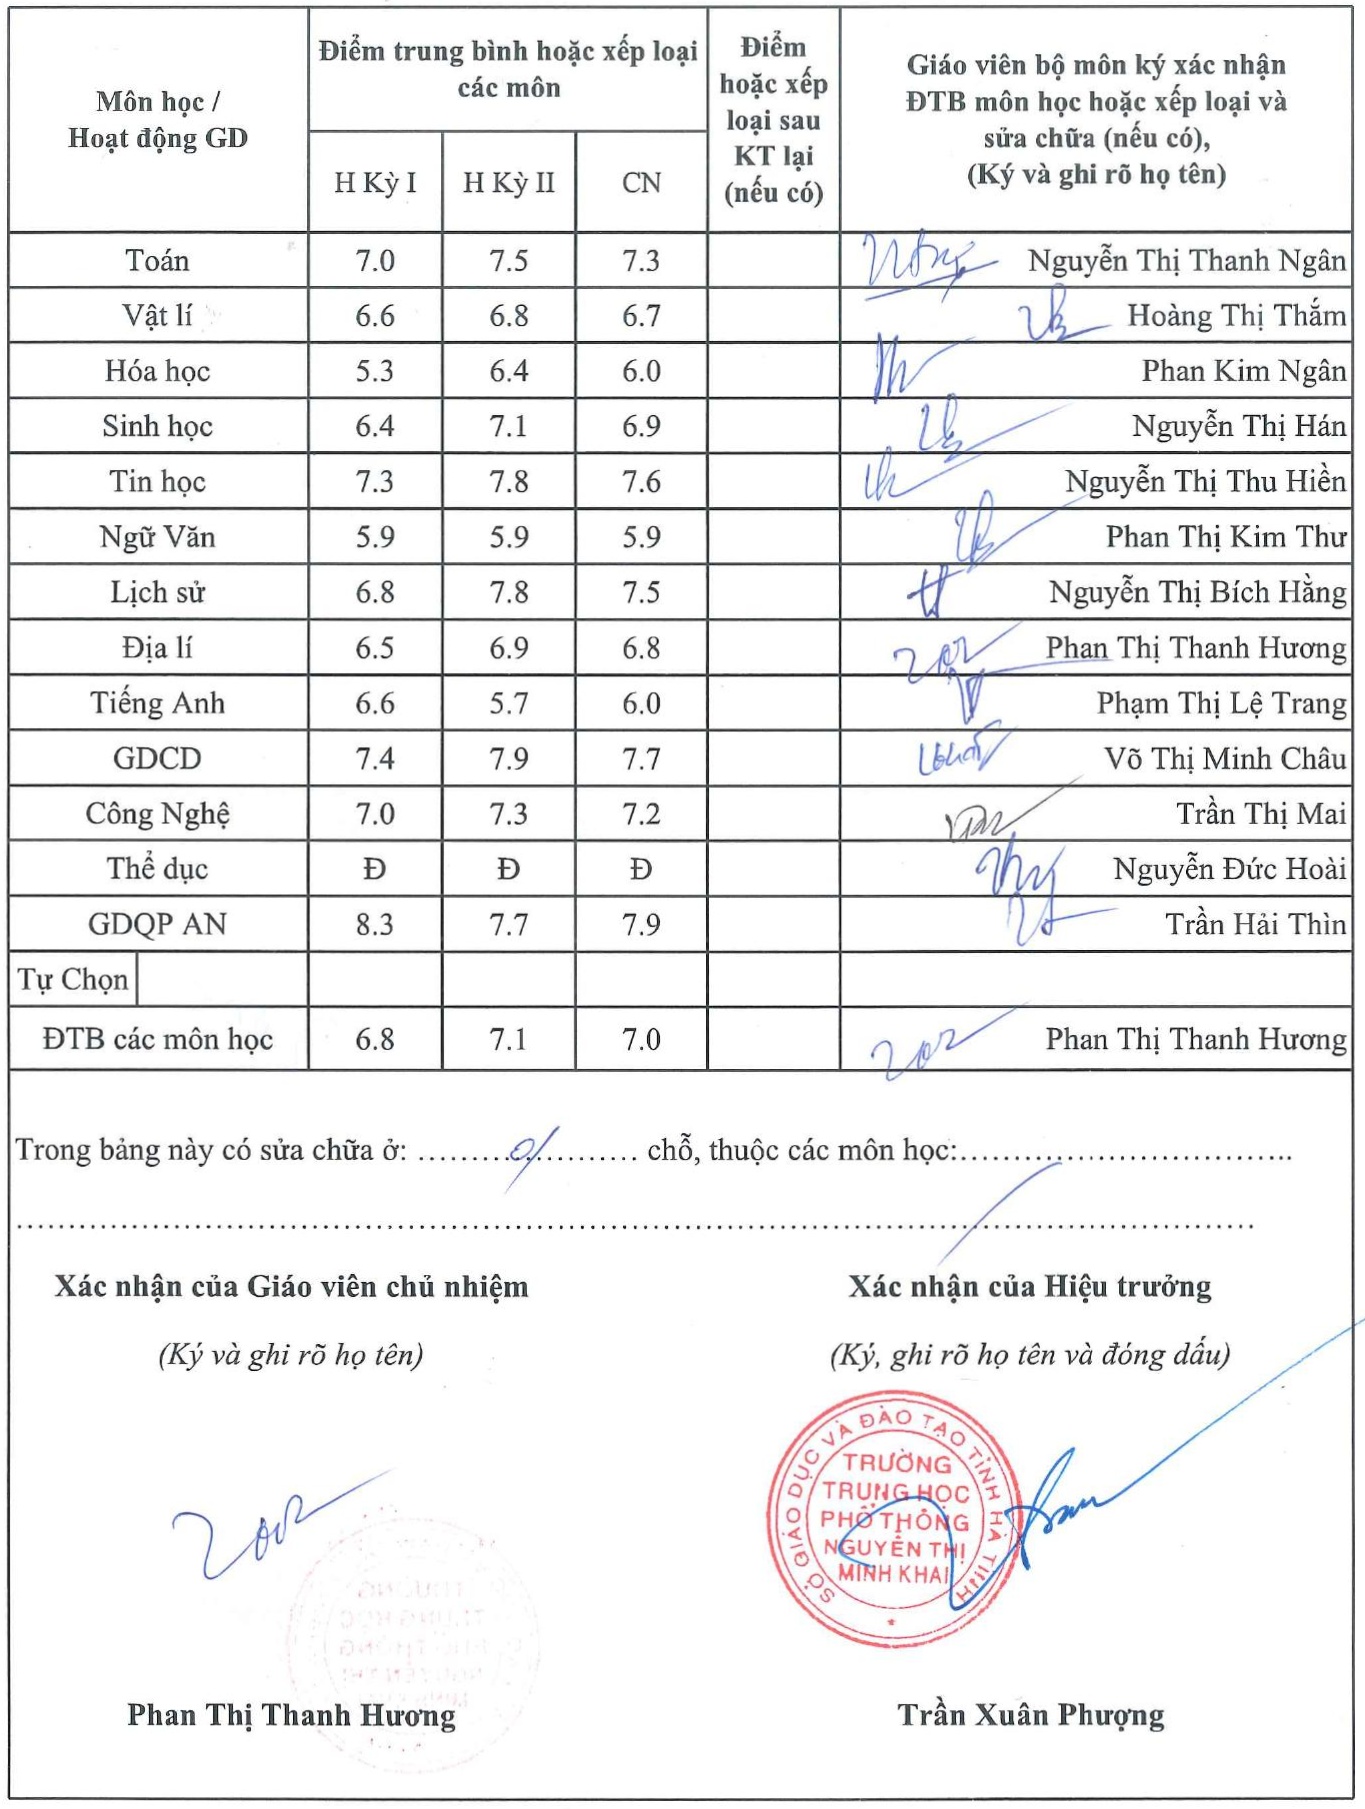 Môn học /
Hoạt động GD
Điểm trung bình hoặc xếp loại
các môn
H Kỳ I H Kỳ II CN
Điểm
hoặc xếp
loại sau
KT lại
(nếu có)
Giáo viên bộ môn ký xác nhận
ĐTB môn học hoặc xếp loại và
sửa chữa (nếu có),
(Ký và ghi rõ họ tên)
Toán 7.0 7.5 7.3 Nguyễn Thị Thanh Ngân
Vật lí 6.6 6.8 6.7 Hoàng Thị Thắm
Hóa học 5.3 6.4 6.0 Phan Kim Ngân
Sinh học 6.4 7.1 6.9 Nguyễn Thị Hán
Tin học 7.3 7.8 7.6 Nguyễn Thị Thu Hiền
Ngữ Văn 5.9 5.9 5.9 Phan Thị Kim Thư
Lịch sử 6.8 7.8 7.5 Nguyễn Thị Bích Hằng
Địa lí 6.5 6.9 6.8 Phan Thị Thanh Hương
Tiếng Anh 6.6 5.7 6.0 Phạm Thị Lệ Trang
GDCD 7.4 7.9 7.7 Võ Thị Minh Châu
Công Nghệ 7.0 7.3 7.2 Trần Thị Mai
Thể dục Đ Đ Đ Nguyễn Đức Hoài
GDQP AN 8.3 7.7 7.9 Trần Hải Thìn
Tự Chọn
ĐTB các môn học 6.8 7.1 7.0 Phan Thị Thanh Hương
Trong bảng này có sửa chữa ở: .........0/.......... chỗ, thuộc các môn học:................................
Xác nhận của Giáo viên chủ nhiệm
(Ký và ghi rõ họ tên)
Phan Thị Thanh Hương
Xác nhận của Hiệu trưởng
(Ký, ghi rõ họ tên và đóng dấu)
SỞ GIÁO DỤC VÀ ĐÀO TẠO TỈNH HÀ TĨNH
TRƯỜNG
TRUNG HỌC
PHỔ THÔNG
NGUYỄN THỊ
MINH KHAI
Trần Xuân Phượng